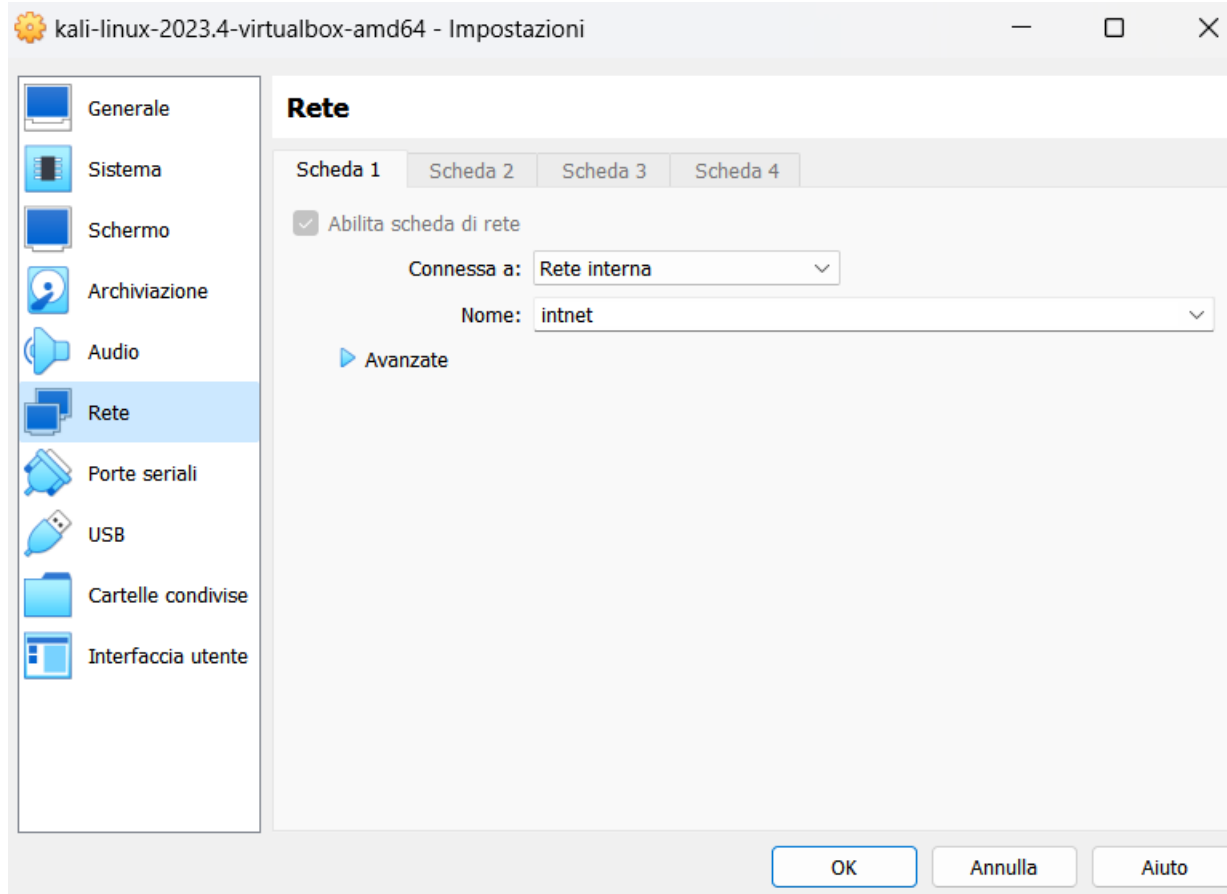 kali-linux-2023.4-virtualbox-amd64 - Impostazioni
Generale
Sistema
Schermo
Archiviazione
Audio
Rete
Porte seriali
USB
Cartelle condivise
Interfaccia utente
Rete
Scheda 1 Scheda 2 Scheda 3 Scheda 4
Abilita scheda di rete
Connessa a: Rete interna
Nome: intnet
Avanzate
OK Annulla Aiuto